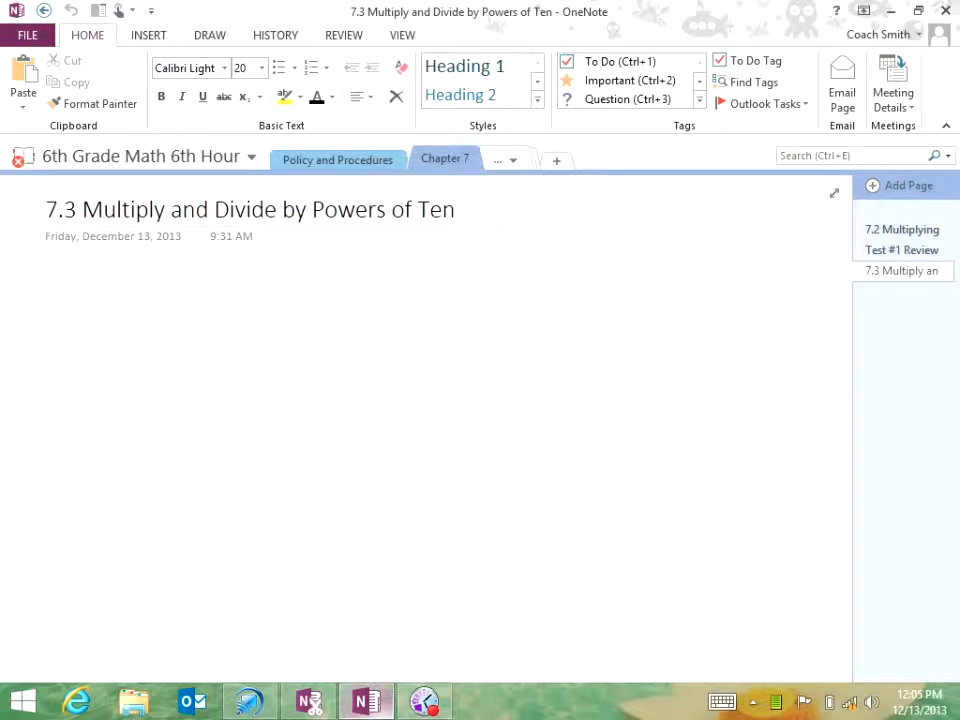 7.3 Multiply and Divide by Powers of Ten - OneNote
FILE HOME INSERT DRAW HISTORY REVIEW VIEW Coach Smith
Paste
Cut
Copy
Format Painter
Clipboard
Calibri Light 20
B I U abc X₂ ab A
Basic Text
Heading 1
Heading 2
Styles
To Do (Ctrl+1)
Important (Ctrl+2)
Question (Ctrl+3)
To Do Tag
Find Tags
Outlook Tasks
Tags
Email
Page
Email
Meeting
Details
Meetings
6th Grade Math 6th Hour Policy and Procedures Chapter 7 ... + Search (Ctrl+E)
7.3 Multiply and Divide by Powers of Ten
Friday, December 13, 2013 9:31 AM
Add Page
7.2 Multiplying
Test #1 Review
7.3 Multiply an
12:05 PM
12/13/2013